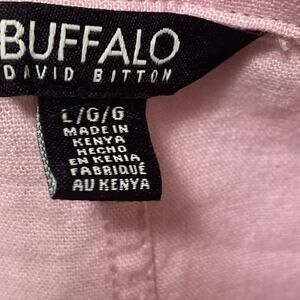 BUFFALO
DAVID BITTON
L/G/G
MADE IN
KENYA
HECHO
EN KENIA
FABRIQUÉ
AU KENYA